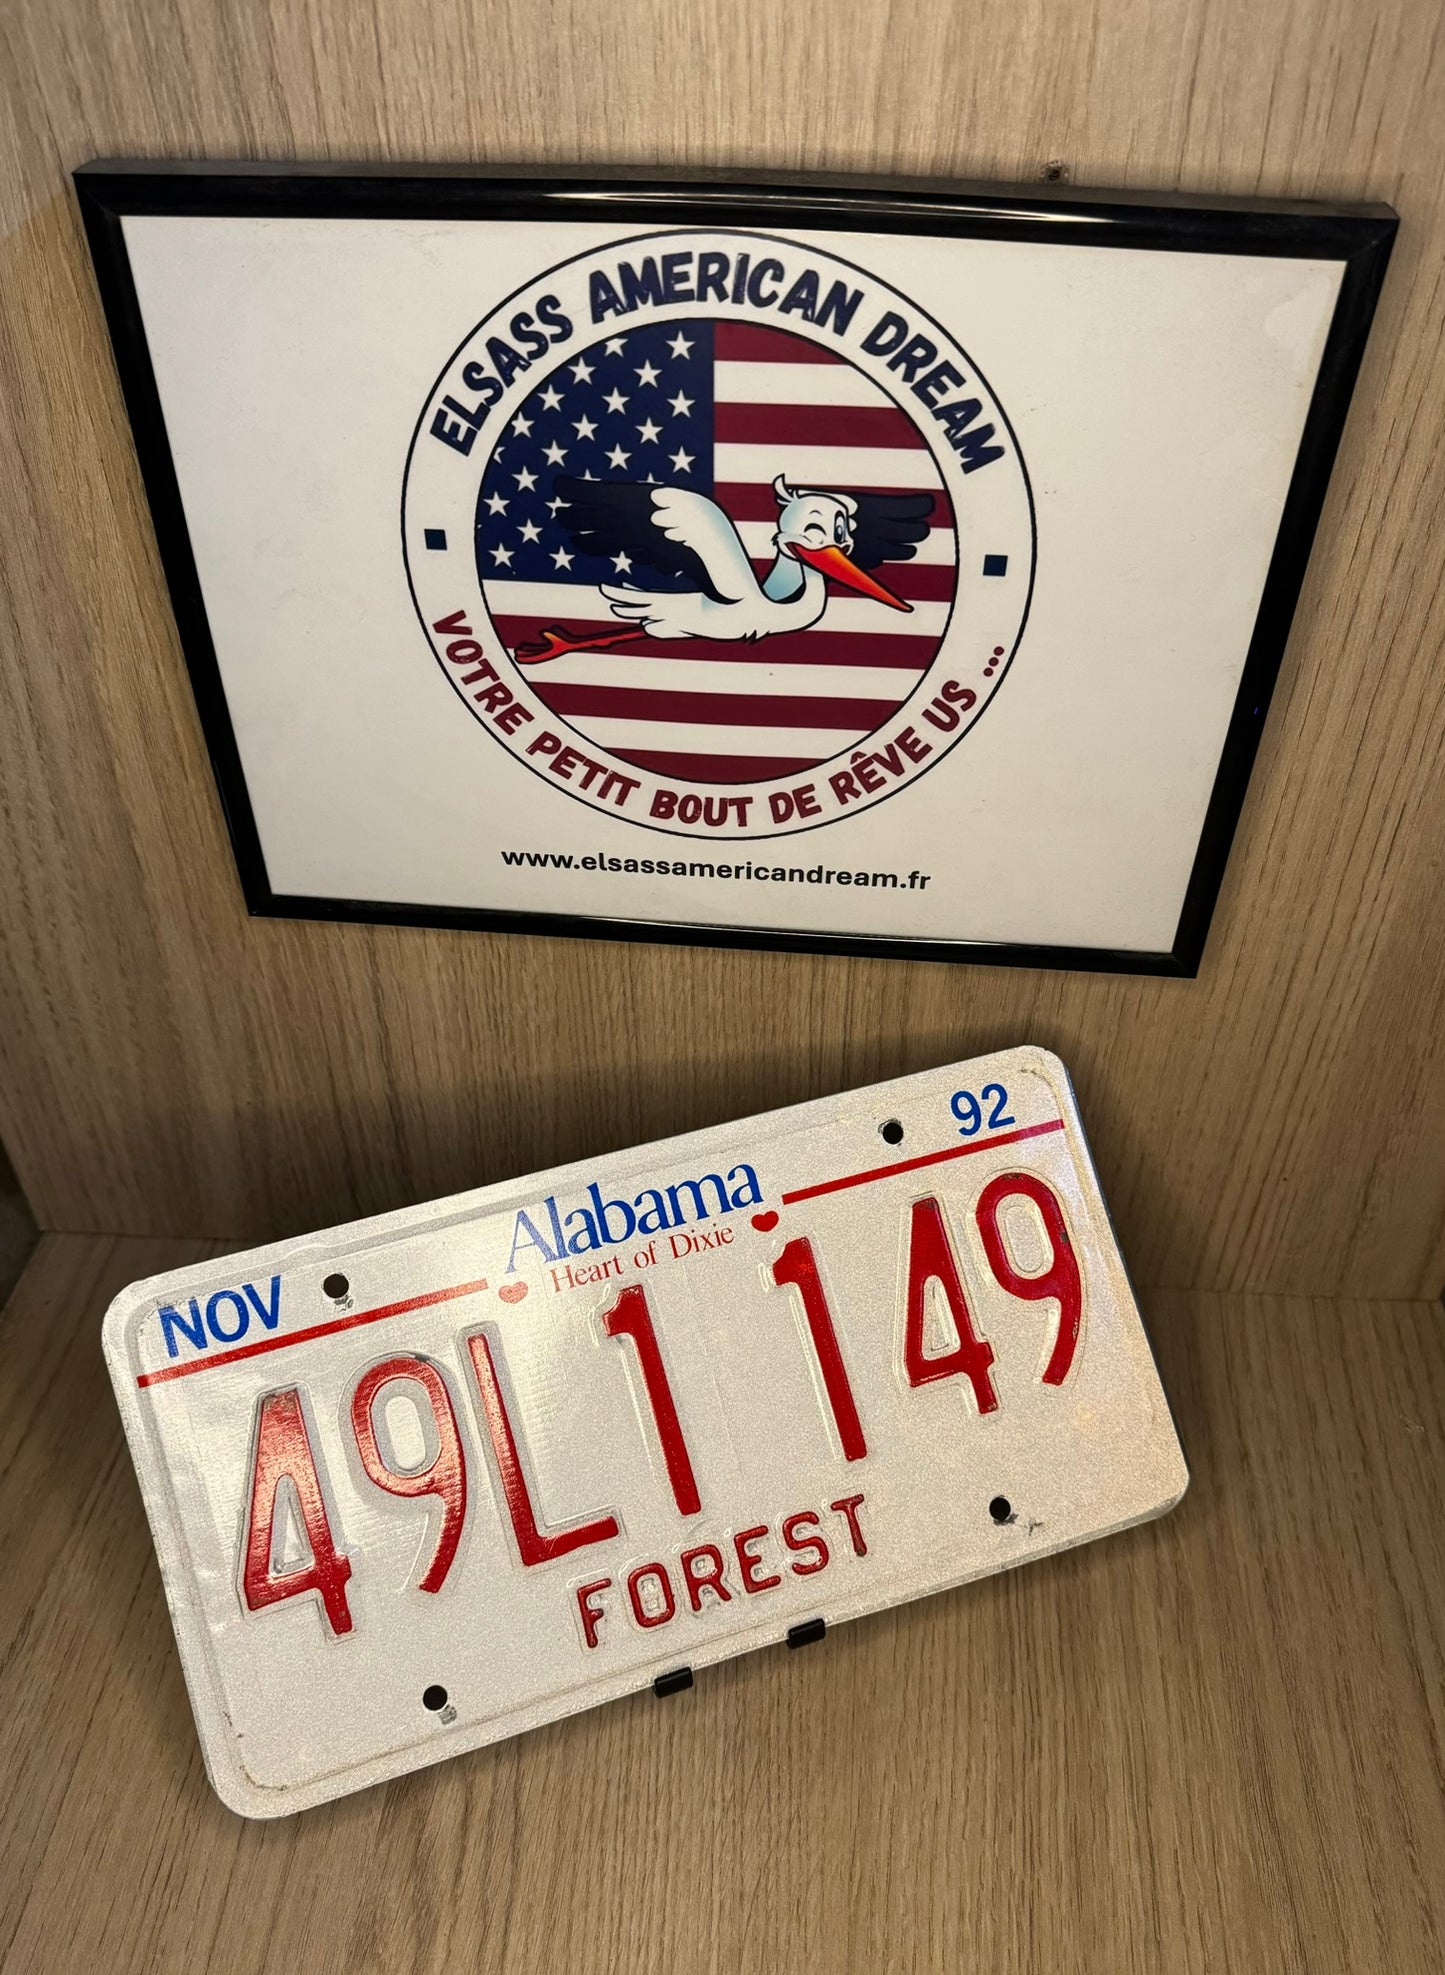 ELSASS AMERICAN DREAM
VOTRE PETIT BOUT DE RÊVE US ...
www.elsassamericandream.fr
NOV 92
Alabama
Heart of Dixie
49L1 149
FOREST